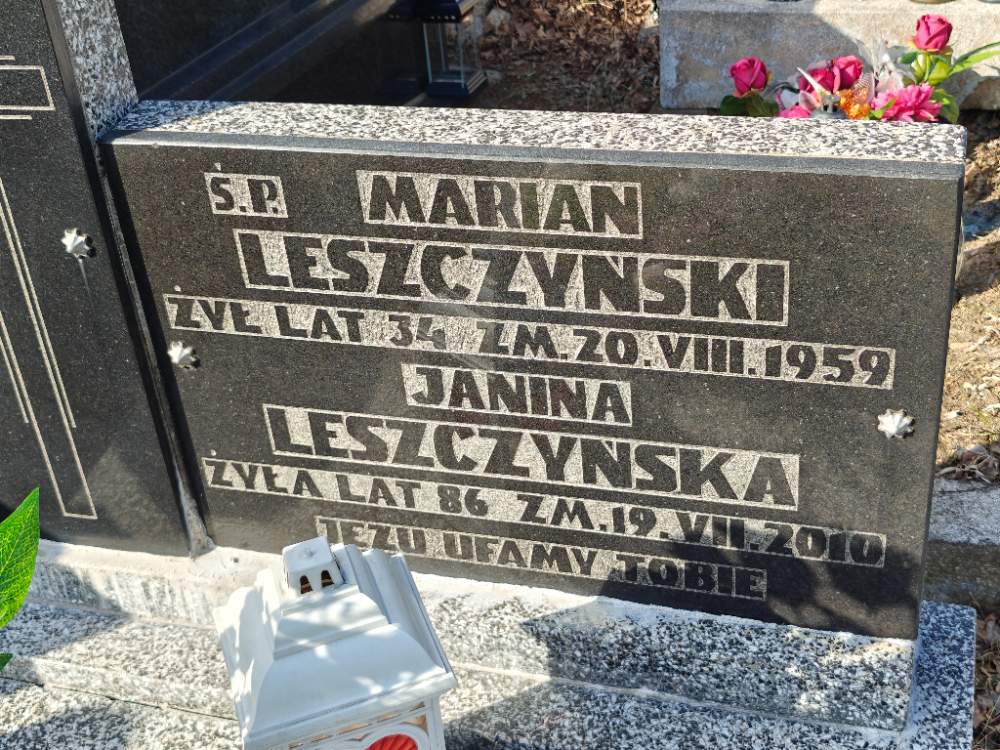 Ś.P. MARIAN
LESZCZYŃSKI
ŻYŁ LAT 34 ZM. 20. VIII. 1959
JANINA
LESZCZYŃSKA
ŻYŁA LAT 86 ZM. 19. VII. 2010
JEZU UFAMY TOBIE